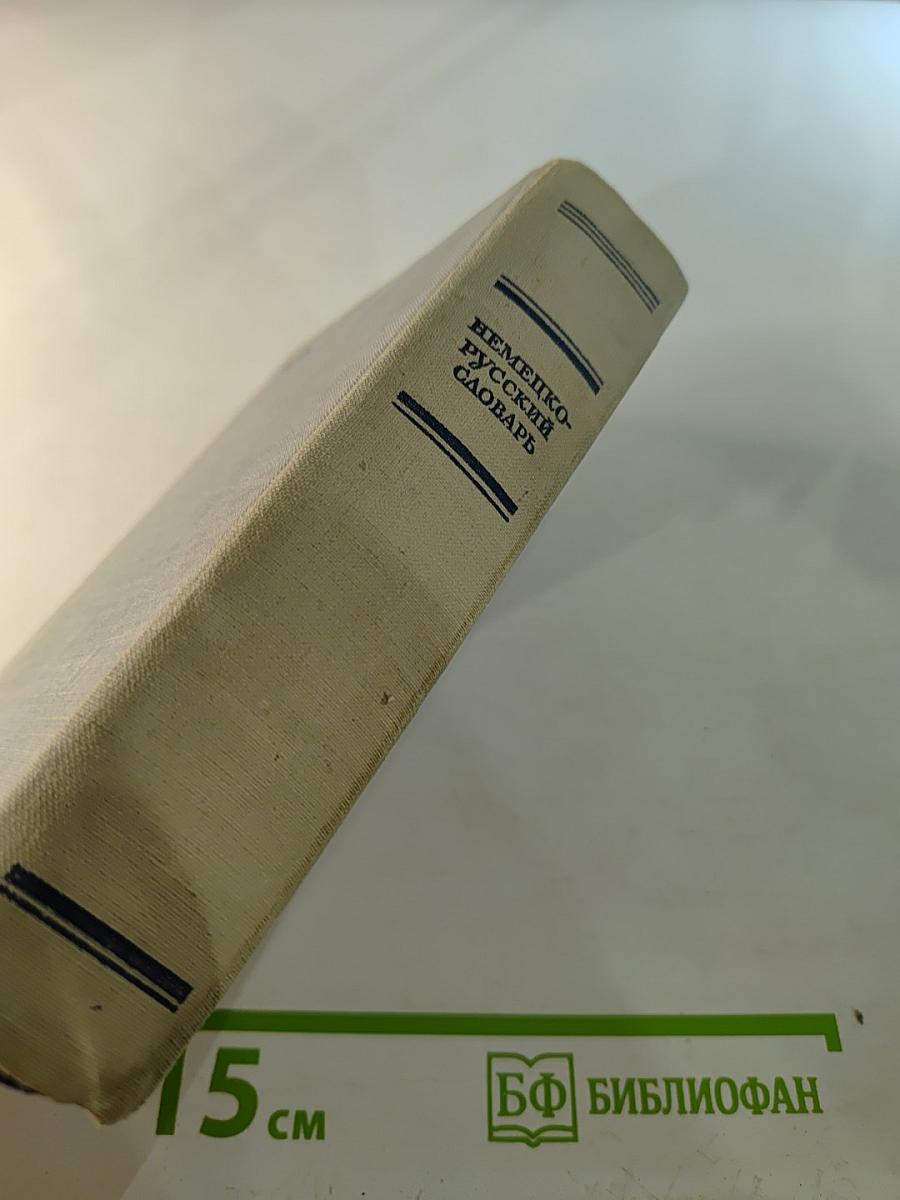 НЕМЕЦКО-
РУССКИЙ
СЛОВАРЬ
15 см
БФ БИБЛИОФАН